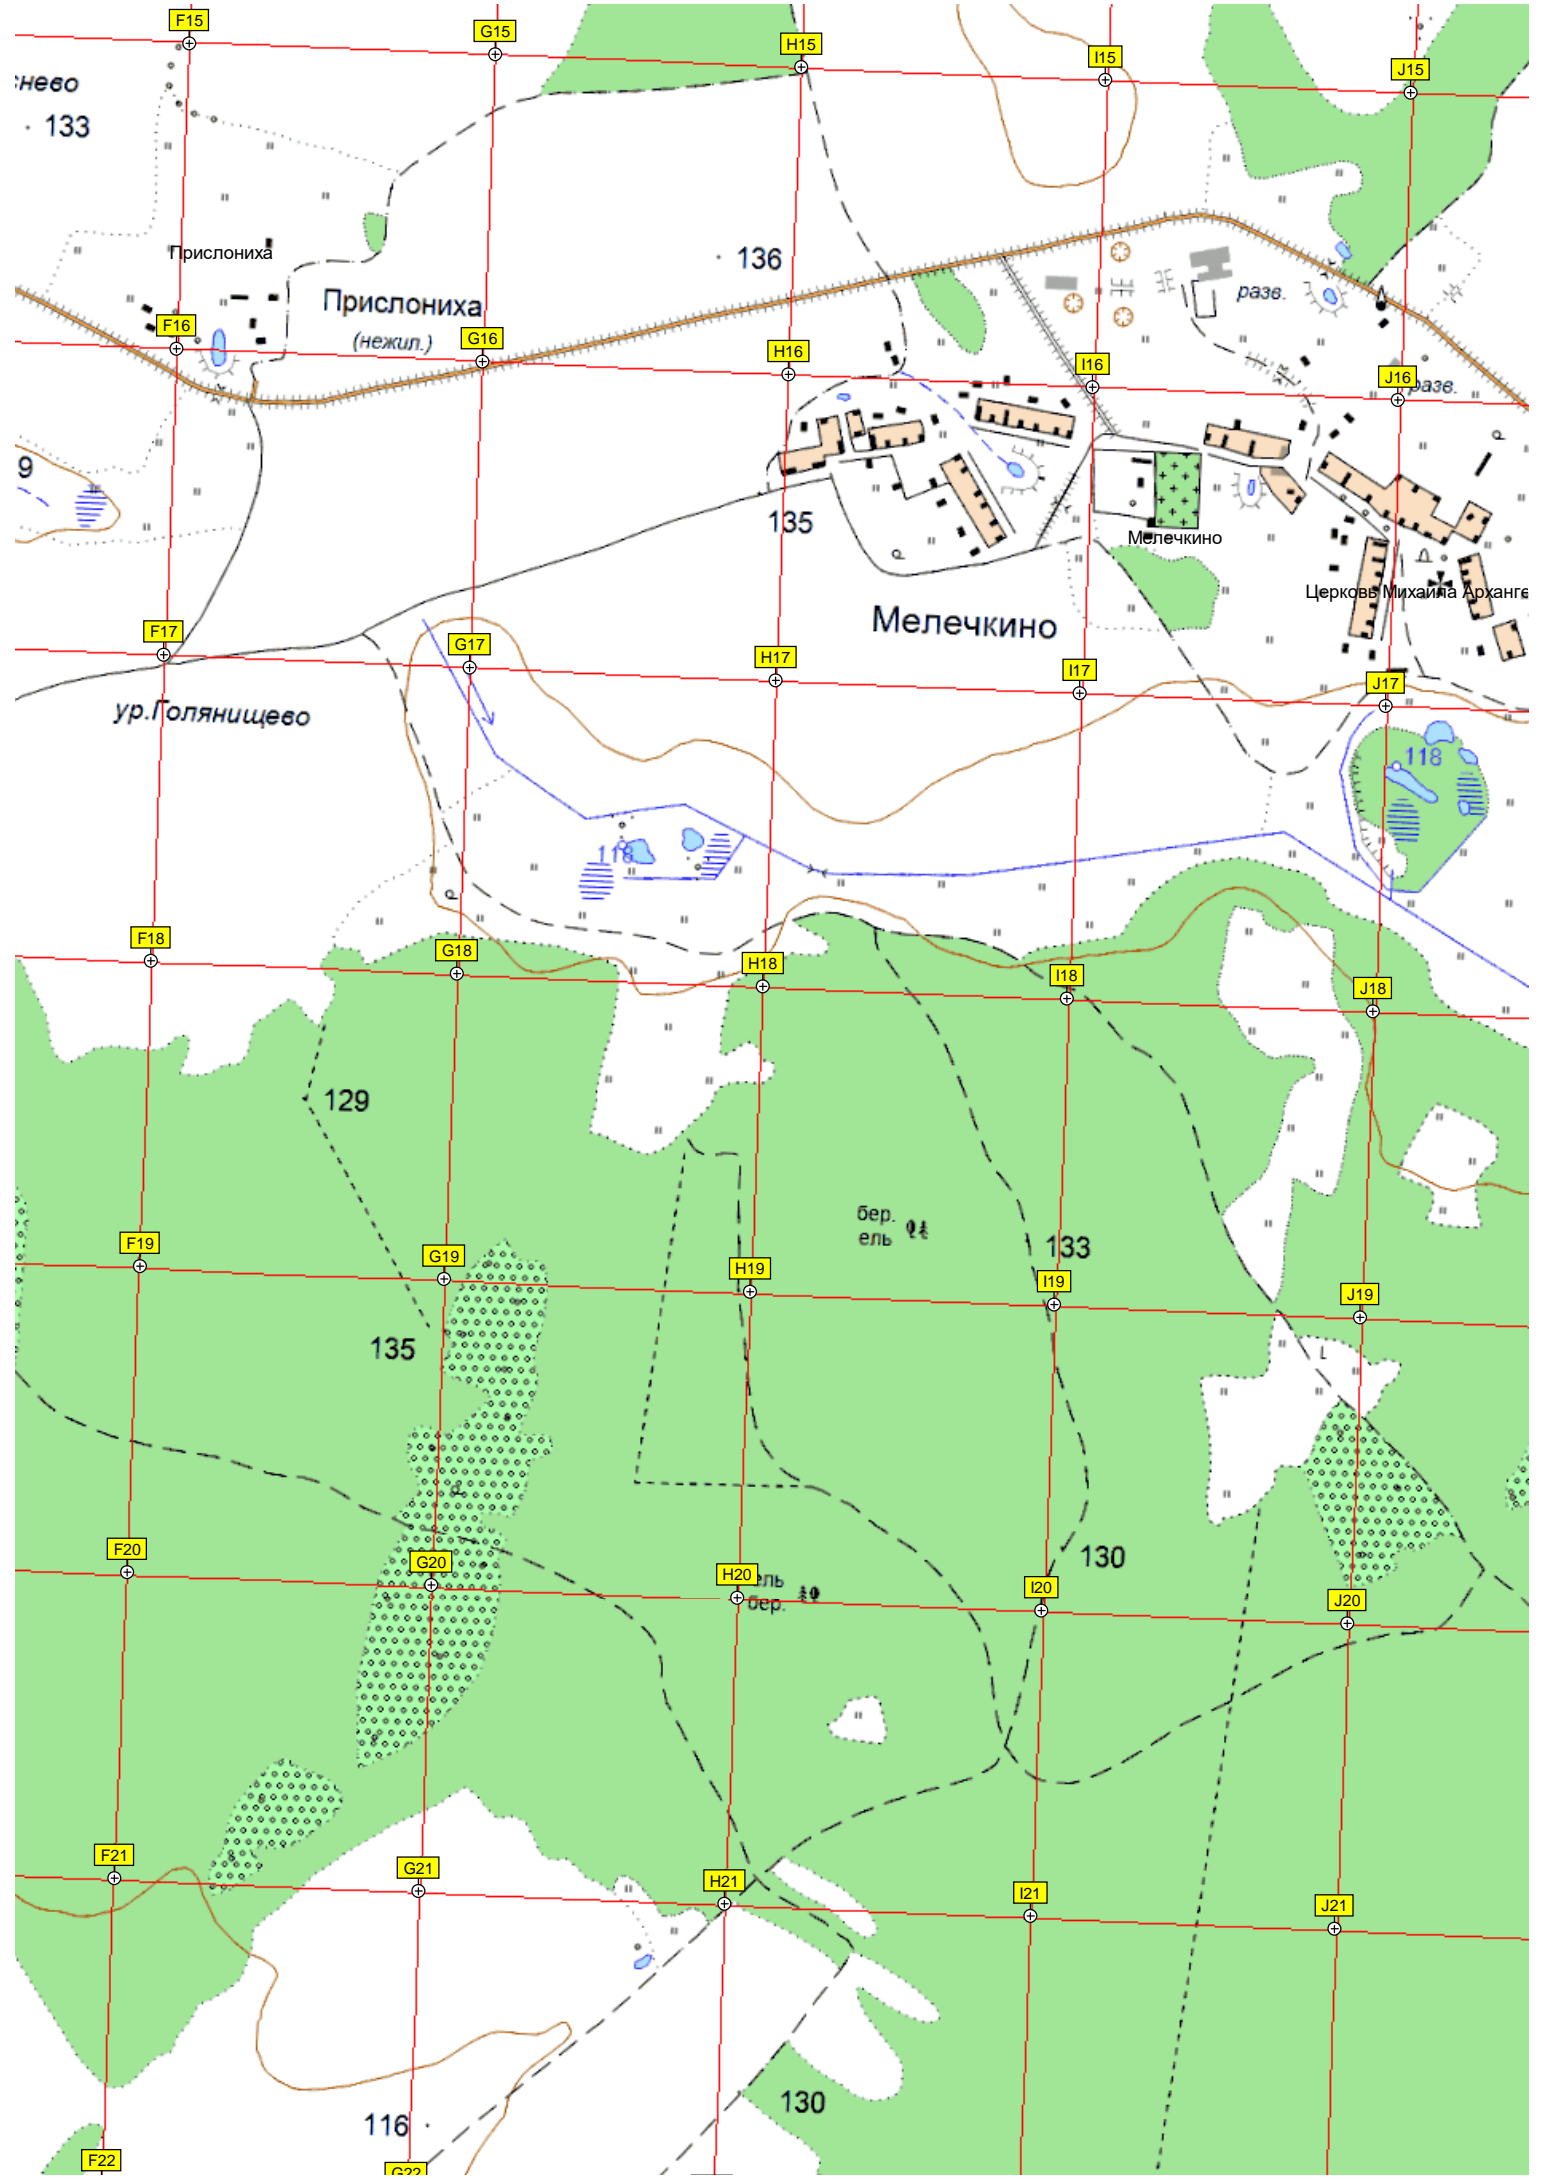 F15
G15
H15
I15
J15
снево
133
Прислониха
136
Прислониха
(нежил.)
разв.
F16
G16
H16
I16
J16
разв.
9
135
Мелечкино
Церковь Михаила Арханге
Мелечкино
F17
G17
H17
I17
J17
ур.Голянищево
118
118
F18
G18
H18
I18
J18
129
бер.
ель
133
F19
G19
H19
I19
J19
135
130
F20
G20
H20
I20
J20
ель
бер.
F21
G21
H21
I21
J21
130
116
F22
G22